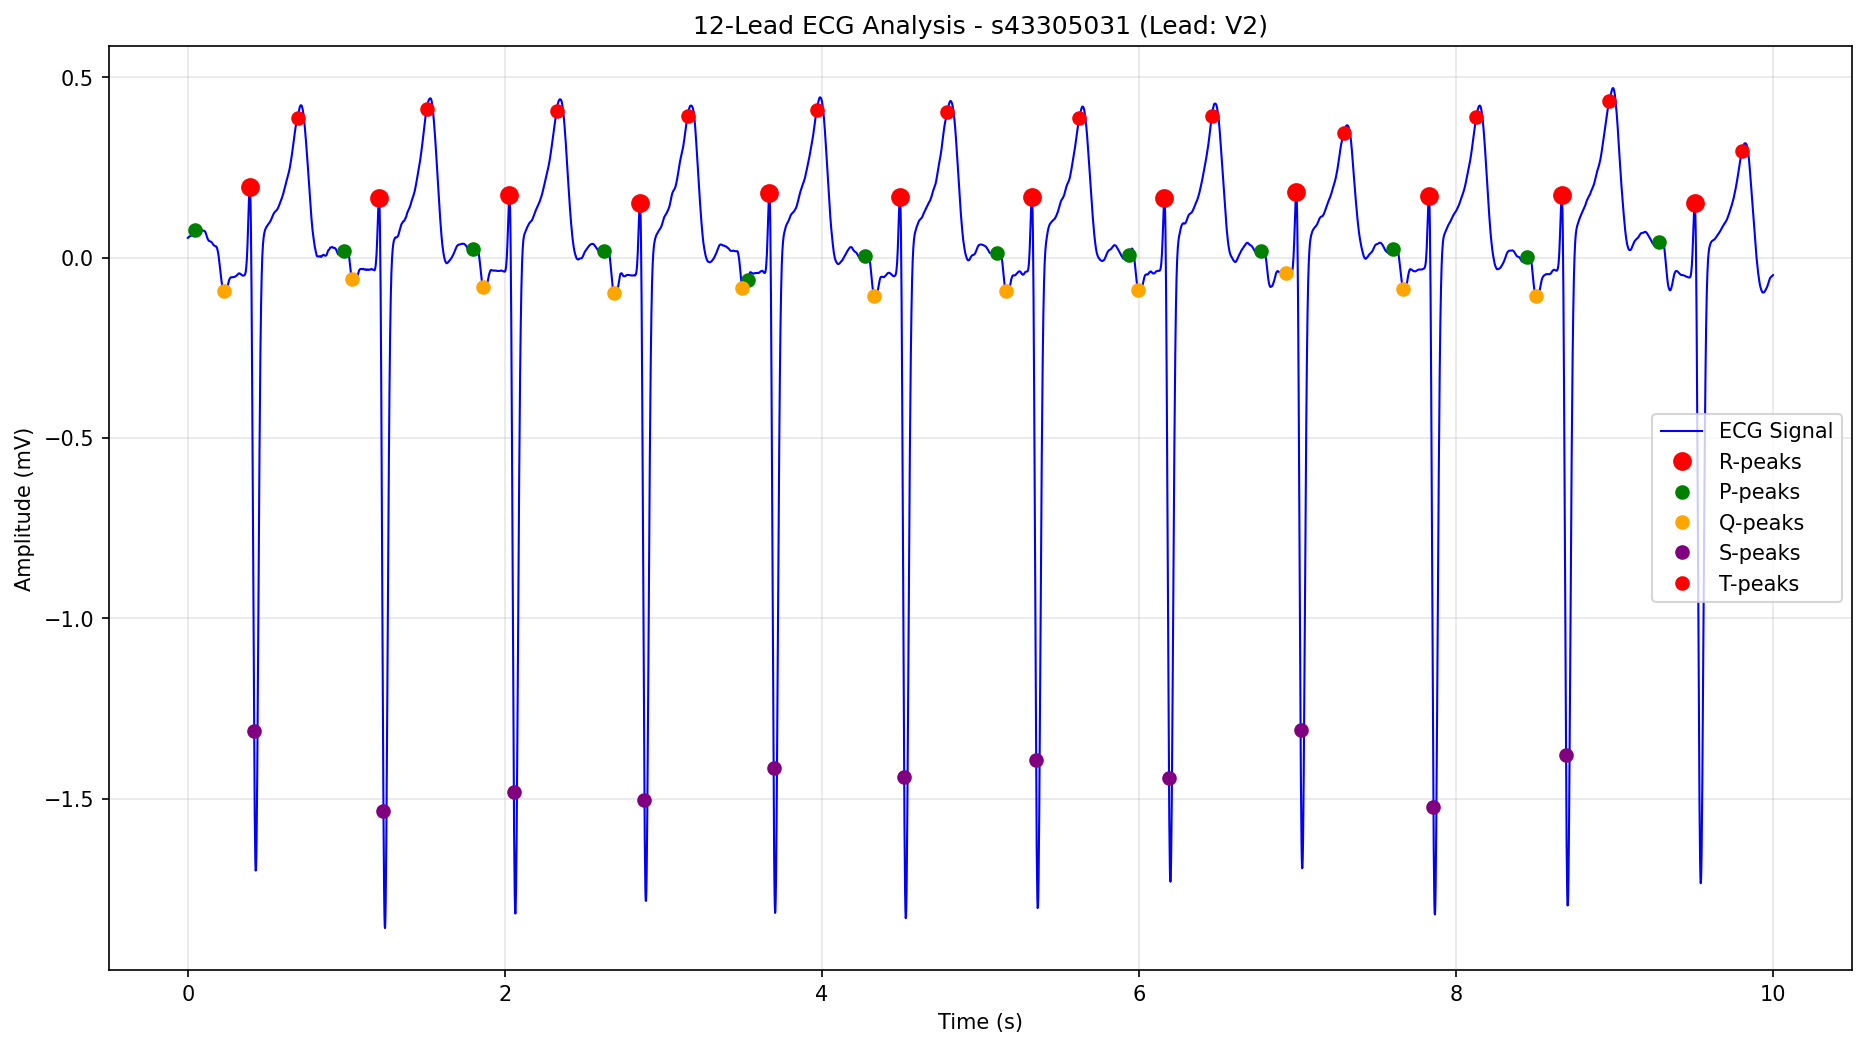 12-Lead ECG Analysis - s43305031 (Lead: V2)
Amplitude (mV)
0.5
0.0
−0.5
−1.0
−1.5
ECG Signal
R-peaks
P-peaks
Q-peaks
S-peaks
T-peaks
0 2 4 6 8 10
Time (s)